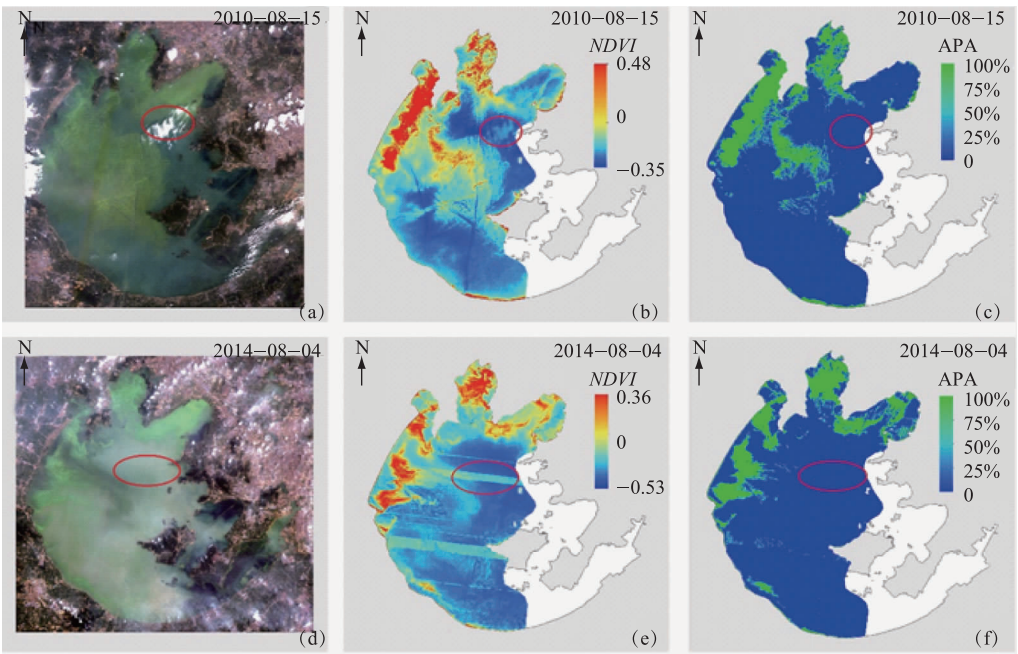 N 2010-08-15
N
(a)
N 2010-08-15
NDVI
0.48
0
−0.35
(b)
N 2010-08-15
APA
100%
75%
50%
25%
0
(c)
N 2014-08-04
(d)
N 2014-08-04
NDVI
0.36
0
−0.53
(e)
N 2014-08-04
APA
100%
75%
50%
25%
0
(f)